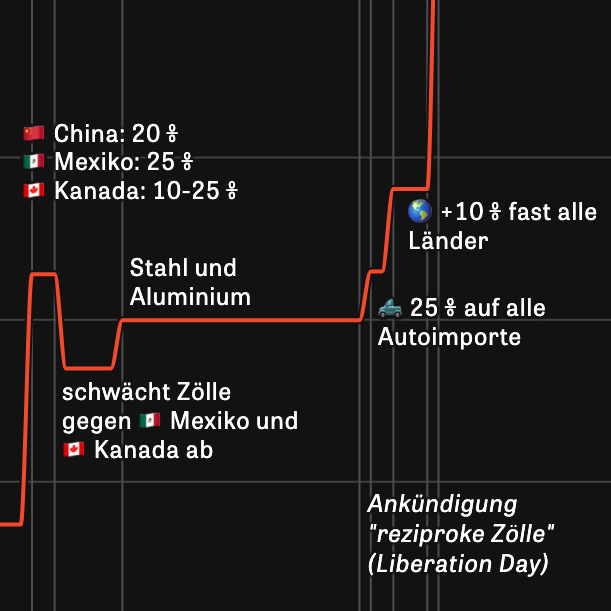 🇨🇳 China: 20 %
🇲🇽 Mexiko: 25 %
🇨🇦 Kanada: 10-25 %
🌎 +10 % fast alle
Länder
Stahl und
Aluminium
🛻 25 % auf alle
Autoimporte
schwächt Zölle
gegen 🇲🇽 Mexiko und
🇨🇦 Kanada ab
Ankündigung
"reziproke Zölle"
(Liberation Day)